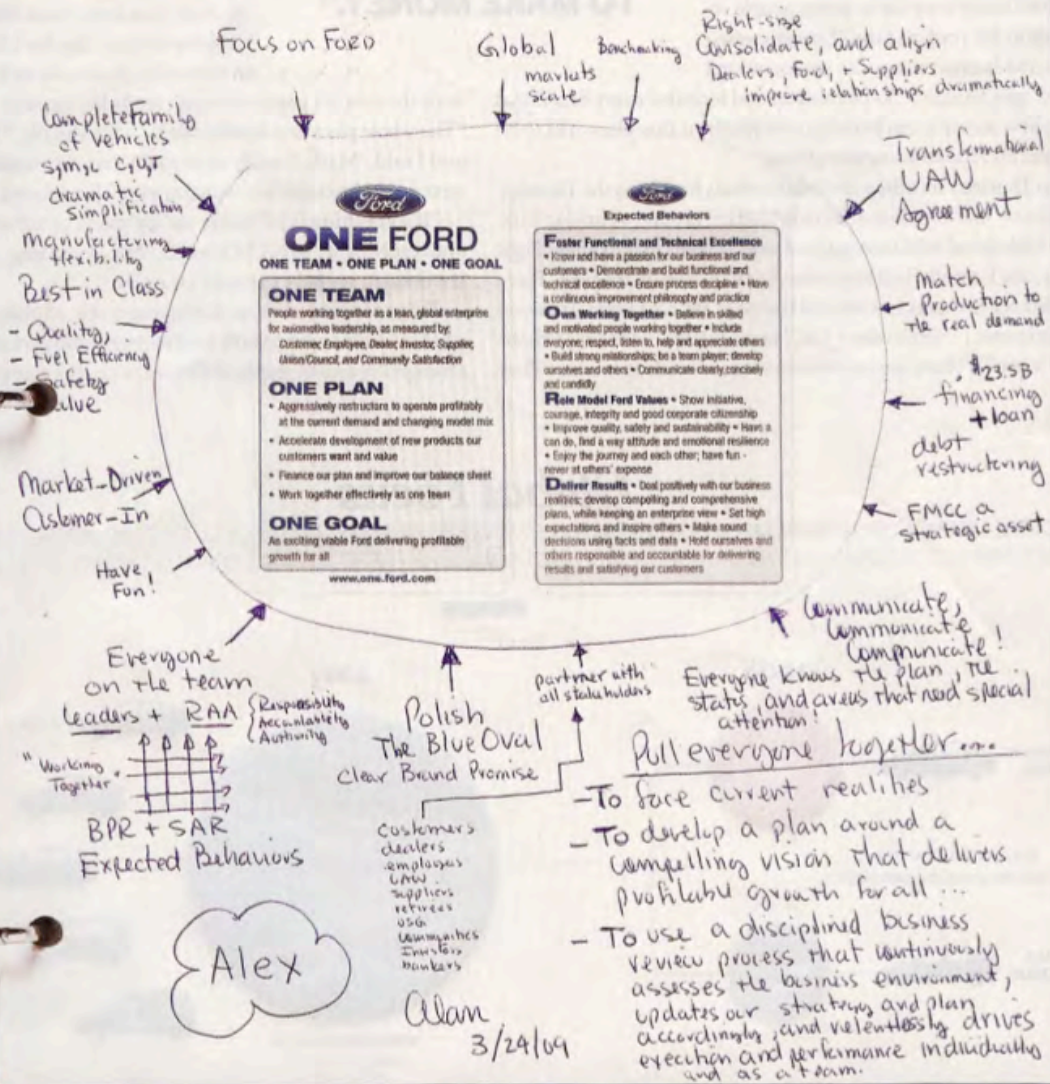 TO MAKE MONEY.
Focus on FORD
Global
markets
scale
Benchmarking
Right-size
Consolidate, and align
Dealers, Ford, + Suppliers
improve relationships dramatically
Complete Family
of vehicles
s, m, L C, U, T
dramatic
simplification
manufacturing
flexibility
Best in Class
- Quality,
- Fuel Efficiency
- Safety
Value
Market-Driven
Customer-In
Have
Fun!
Transformational
UAW
Agreement
Match
Production to
the real demand
$23.5B
financing
+ loan
debt
restructuring
FMCC a
strategic asset
Ford
ONE FORD
ONE TEAM • ONE PLAN • ONE GOAL
ONE TEAM
People working together as a lean, global enterprise
for automotive leadership, as measured by:
Customer, Employee, Dealer, Investor, Supplier,
Union/Council, and Community Satisfaction
ONE PLAN
• Aggressively restructure to operate profitably
at the current demand and changing model mix
• Accelerate development of new products our
customers want and value
• Finance our plan and improve our balance sheet
• Work together effectively as one team
ONE GOAL
An exciting viable Ford delivering profitable
growth for all
www.one.ford.com
Ford
Expected Behaviors
Foster Functional and Technical Excellence
• Know and have a passion for our business and our
customers • Demonstrate and build functional and
technical excellence • Ensure process discipline • Have
a continuous improvement philosophy and practice
Own Working Together • Believe in skilled
and motivated people working together • Include
everyone; respect, listen to, help and appreciate others
• Build strong relationships; be a team player; develop
ourselves and others • Communicate clearly, concisely
and candidly
Role Model Ford Values • Show initiative,
courage, integrity and good corporate citizenship
• Improve quality, safety and sustainability • Have a
can do, find a way attitude and emotional resilience
• Enjoy the journey and each other; have fun -
never at others' expense
Deliver Results • Deal positively with our business
realities; develop compelling and comprehensive
plans, while keeping an enterprise view • Set high
expectations and inspire others • Make sound
decisions using facts and data • Hold ourselves and
others responsible and accountable for delivering
results and satisfying our customers
Everyone
on the team
Leaders + RAA
Responsibility
Accountability
Authority
"Working
Together
BPR + SAR
Expected Behaviors
Polish
The Blue Oval
clear Brand Promise
partner with
all stakeholders
customers
dealers
employees
UAW
suppliers
retirees
USG
communities
Investors
bankers
Communicate,
Communicate
Communicate!
Everyone knows the plan, the
status, and areas that need special
attention!
Pull everyone together....
- To face current realities
- To develop a plan around a
compelling vision that delivers
profitable growth for all ...
- To use a disciplined business
review process that continuously
assesses the business environment,
updates our strategy and plan
accordingly, and relentlessly drives
execution and performance individually
and as a team.
Alex
Alan
3/24/09